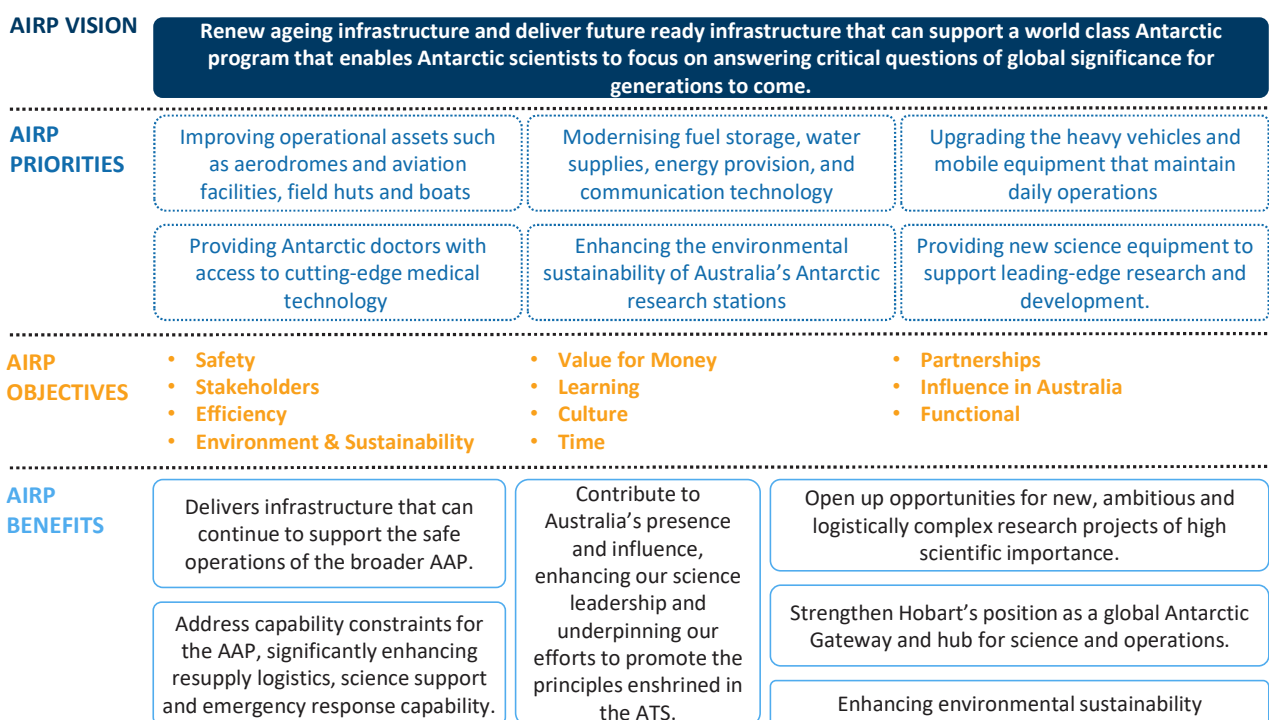 AIRP VISION
Renew ageing infrastructure and deliver future ready infrastructure that can support a world class Antarctic
program that enables Antarctic scientists to focus on answering critical questions of global significance for
generations to come.
AIRP
PRIORITIES
Improving operational assets such
as aerodromes and aviation
facilities, field huts and boats
Modernising fuel storage, water
supplies, energy provision, and
communication technology
Upgrading the heavy vehicles and
mobile equipment that maintain
daily operations
Providing Antarctic doctors with
access to cutting-edge medical
technology
Enhancing the environmental
sustainability of Australia's Antarctic
research stations
Providing new science equipment to
support leading-edge research and
development.
AIRP
OBJECTIVES
• Safety
• Stakeholders
• Efficiency
• Environment & Sustainability
• Value for Money
• Learning
• Culture
• Time
• Partnerships
• Influence in Australia
• Functional
AIRP
BENEFITS
Delivers infrastructure that can
continue to support the safe
operations of the broader AAP.
Address capability constraints for
the AAP, significantly enhancing
resupply logistics, science support
and emergency response capability.
Contribute to
Australia's presence
and influence,
enhancing our science
leadership and
underpinning our
efforts to promote the
principles enshrined in
the ATS.
Open up opportunities for new, ambitious and
logistically complex research projects of high
scientific importance.
Strengthen Hobart's position as a global Antarctic
Gateway and hub for science and operations.
Enhancing environmental sustainability